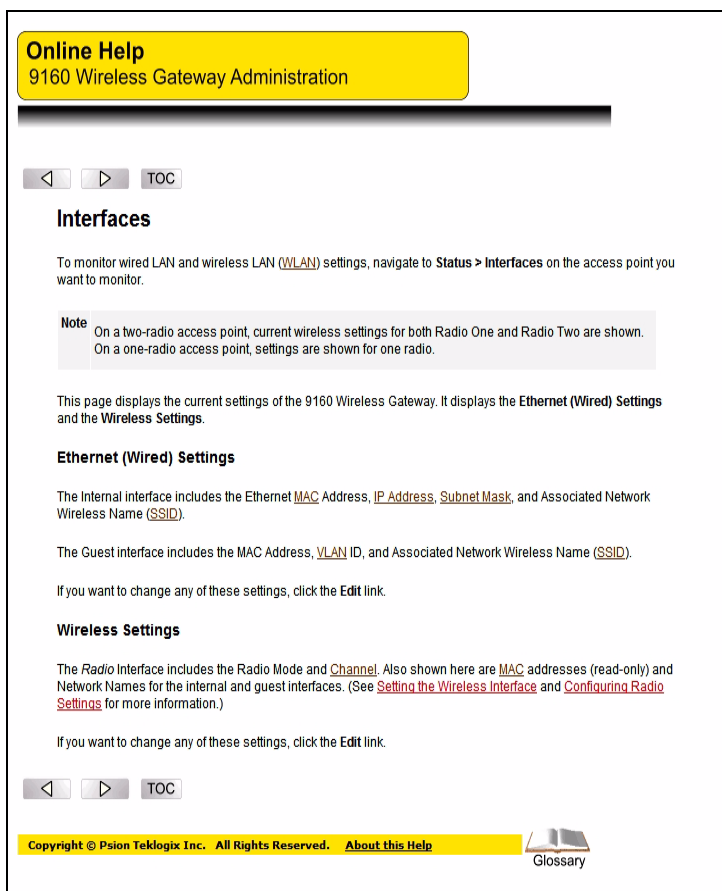 Online Help
9160 Wireless Gateway Administration
TOC
Interfaces
To monitor wired LAN and wireless LAN (WLAN) settings, navigate to Status > Interfaces on the access point you
want to monitor.
Note
On a two-radio access point, current wireless settings for both Radio One and Radio Two are shown.
On a one-radio access point, settings are shown for one radio.
This page displays the current settings of the 9160 Wireless Gateway. It displays the Ethernet (Wired) Settings
and the Wireless Settings.
Ethernet (Wired) Settings
The Internal interface includes the Ethernet MAC Address, IP Address, Subnet Mask, and Associated Network
Wireless Name (SSID).
The Guest interface includes the MAC Address, VLAN ID, and Associated Network Wireless Name (SSID).
If you want to change any of these settings, click the Edit link.
Wireless Settings
The Radio Interface includes the Radio Mode and Channel. Also shown here are MAC addresses (read-only) and
Network Names for the internal and guest interfaces. (See Setting the Wireless Interface and Configuring Radio
Settings for more information.)
If you want to change any of these settings, click the Edit link.
TOC
Copyright © Psion Teklogix Inc. All Rights Reserved. About this Help
Glossary